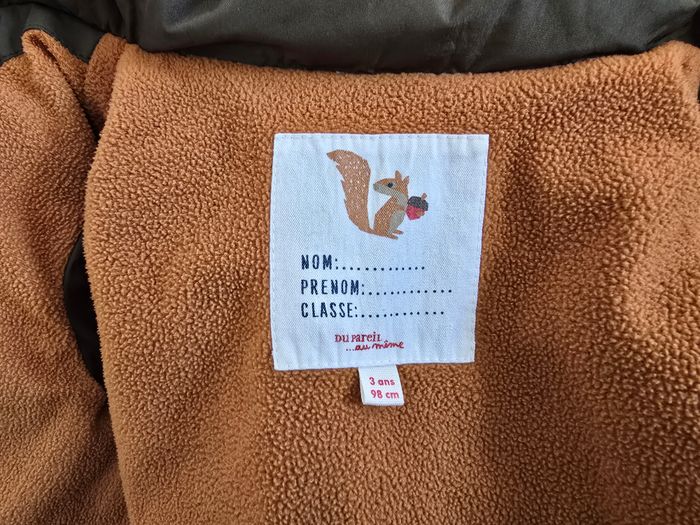 NOM:............
PRENOM:.............
CLASSE:............
DU PAREIL
...au même
3 ans
98 cm